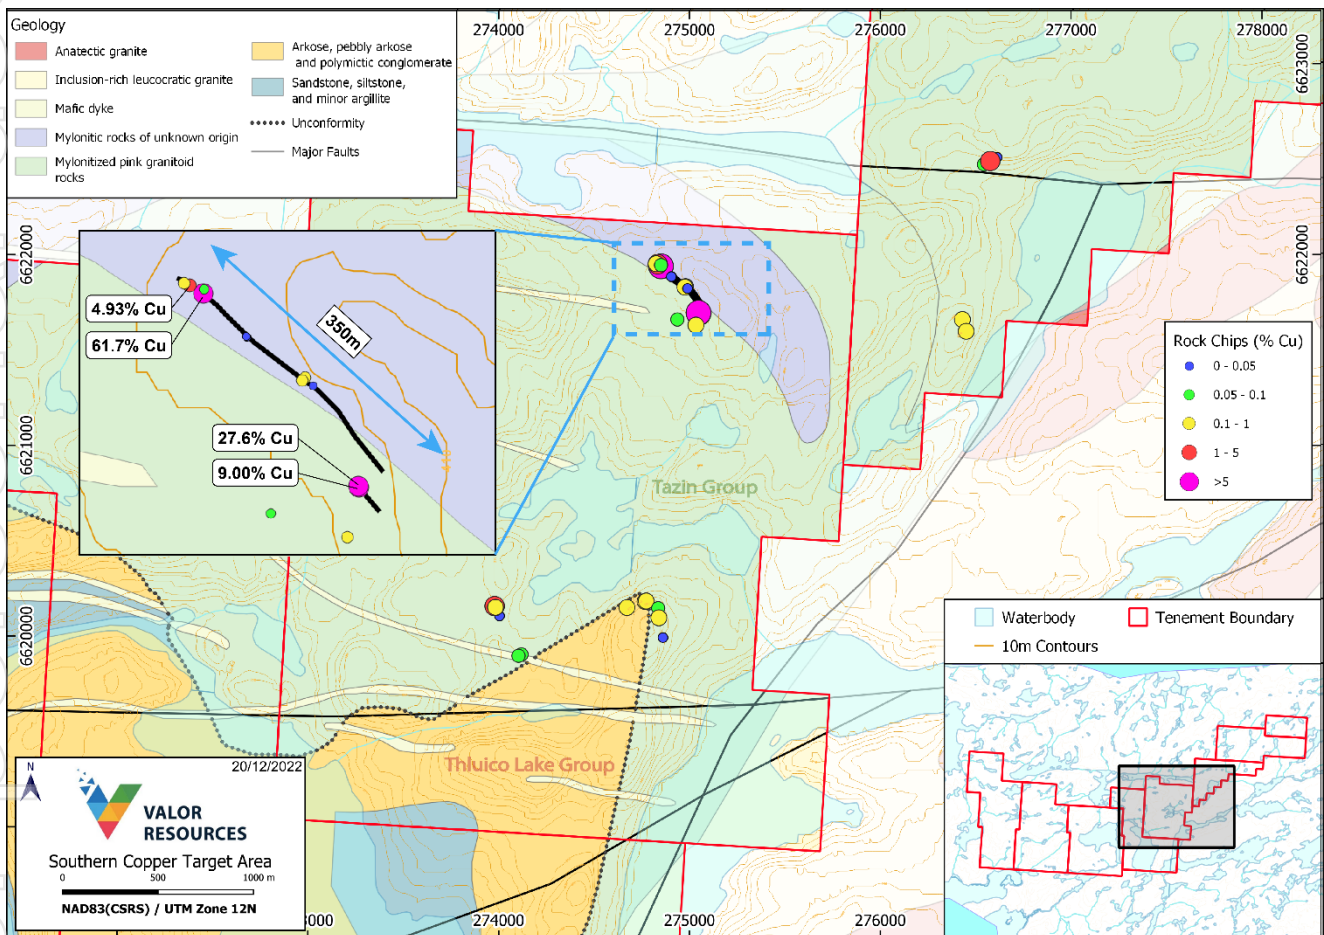 Geology
Anatectic granite
Inclusion-rich leucocratic granite
Mafic dyke
Mylonitic rocks of unknown origin
Mylonitized pink granitoid
rocks
Arkose, pebbly arkose
and polymictic conglomerate
Sandstone, siltstone,
and minor argillite
Unconformity
Major Faults
274000
275000
276000
277000
278000
6623000
6622000
6622000
6621000
6620000
4.93% Cu
61.7% Cu
350m
27.6% Cu
9.00% Cu
Rock Chips (% Cu)
0 - 0.05
0.05 - 0.1
0.1 - 1
1 - 5
>5
Tazin Group
Thluico Lake Group
Waterbody
Tenement Boundary
10m Contours
N
20/12/2022
VALOR
RESOURCES
Southern Copper Target Area
0 500 1000 m
NAD83(CSRS) / UTM Zone 12N
3000
274000
275000
276000